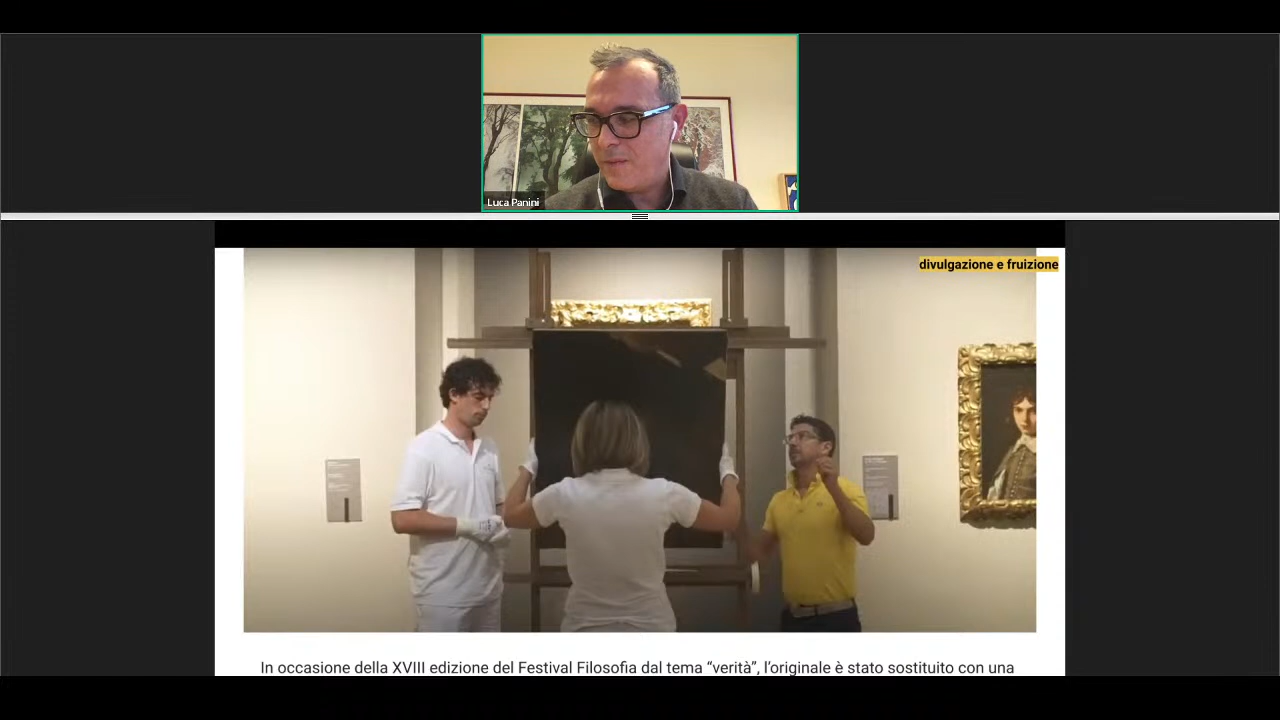 Luca Panini
divulgazione e fruizione
In occasione della XVIII edizione del Festival Filosofia dal tema “verità”, l’originale è stato sostituito con una